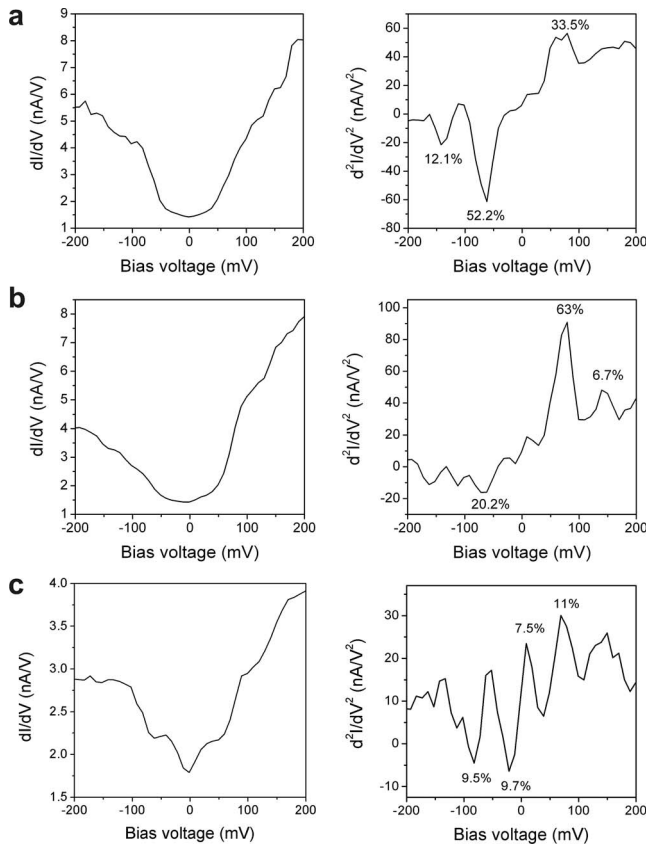 a
dI/dV (nA/V)
9
8
7
6
5
4
3
2
1
-200 -100 0 100 200
Bias voltage (mV)
d²I/dV² (nA/V²)
60
40
20
0
-20
-40
-60
-80
33.5%
12.1%
52.2%
-200 -100 0 100 200
Bias voltage (mV)
b
dI/dV (nA/V)
8
7
6
5
4
3
2
1
-200 -100 0 100 200
Bias voltage (mV)
d²I/dV² (nA/V²)
100
80
60
40
20
0
-20
63%
6.7%
20.2%
-200 -100 0 100 200
Bias voltage (mV)
c
dI/dV (nA/V)
4.0
3.5
3.0
2.5
2.0
1.5
-200 -100 0 100 200
Bias voltage (mV)
d²I/dV² (nA/V²)
30
20
10
0
-10
11%
7.5%
9.5%
9.7%
-200 -100 0 100 200
Bias voltage (mV)